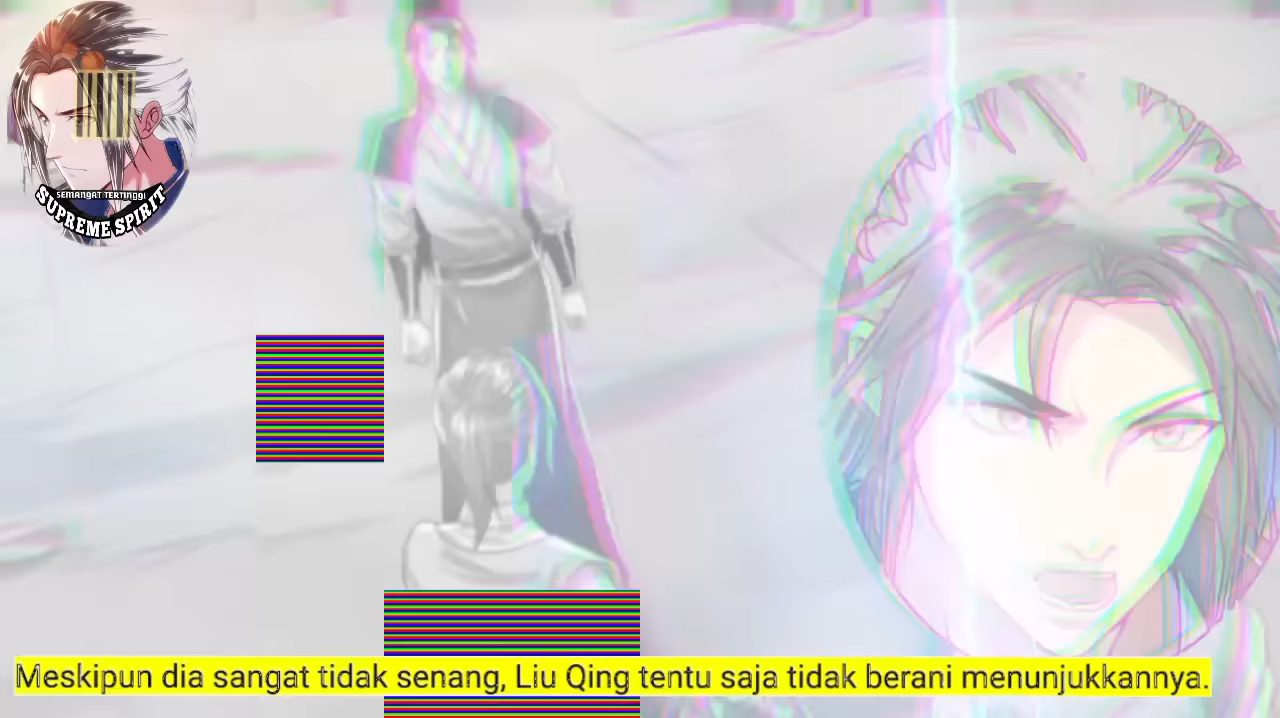 SEMANGAT TERTINGGI
SUPREME SPIRIT
Meskipun dia sangat tidak senang, Liu Qing tentu saja tidak berani menunjukkannya.